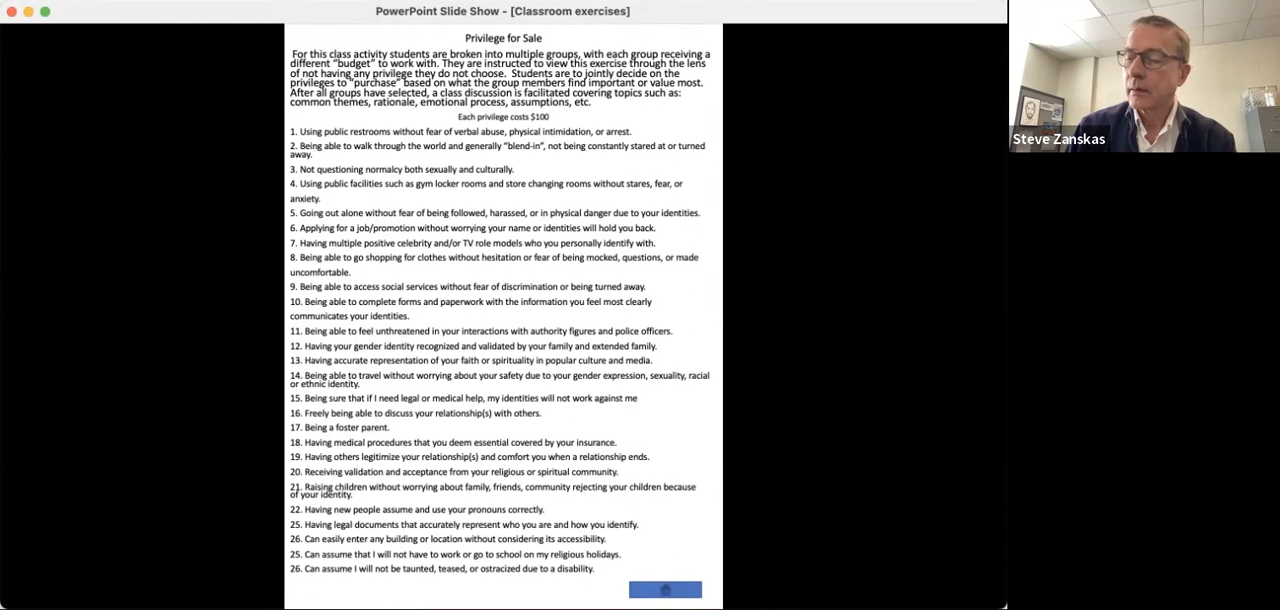 PowerPoint Slide Show - [Classroom exercises]
Privilege for Sale
For this class activity students are broken into multiple groups, with each group receiving a
different "budget" to work with. They are instructed to view this exercise through the lens
of not having any privilege they do not choose. Students are to jointly decide on the
privileges to "purchase" based on what the group members find important or value most.
After all groups have selected, a class discussion is facilitated covering topics such as:
common themes, rationale, emotional process, assumptions, etc.
Each privilege costs $100
1. Using public restrooms without fear of verbal abuse, physical intimidation, or arrest.
2. Being able to walk through the world and generally "blend-in", not being constantly stared at or turned
away.
3. Not questioning normalcy both sexually and culturally.
4. Using public facilities such as gym locker rooms and store changing rooms without stares, fear, or
anxiety.
5. Going out alone without fear of being followed, harassed, or in physical danger due to your identities.
6. Applying for a job/promotion without worrying your name or identities will hold you back.
7. Having multiple positive celebrity and/or TV role models who you personally identify with.
8. Being able to go shopping for clothes without hesitation or fear of being mocked, questions, or made
uncomfortable.
9. Being able to access social services without fear of discrimination or being turned away.
10. Being able to complete forms and paperwork with the information you feel most clearly
communicates your identities.
11. Being able to feel unthreatened in your interactions with authority figures and police officers.
12. Having your gender identity recognized and validated by your family and extended family.
13. Having accurate representation of your faith or spirituality in popular culture and media.
14. Being able to travel without worrying about your safety due to your gender expression, sexuality, racial
or ethnic identity.
15. Being sure that if I need legal or medical help, my identities will not work against me
16. Freely being able to discuss your relationship(s) with others.
17. Being a foster parent.
18. Having medical procedures that you deem essential covered by your insurance.
19. Having others legitimize your relationship(s) and comfort you when a relationship ends.
20. Receiving validation and acceptance from your religious or spiritual community.
21. Raising children without worrying about family, friends, community rejecting your children because
of your identity.
22. Having new people assume and use your pronouns correctly.
25. Having legal documents that accurately represent who you are and how you identify.
26. Can easily enter any building or location without considering its accessibility.
25. Can assume that I will not have to work or go to school on my religious holidays.
26. Can assume I will not be taunted, teased, or ostracized due to a disability.
Steve Zanskas